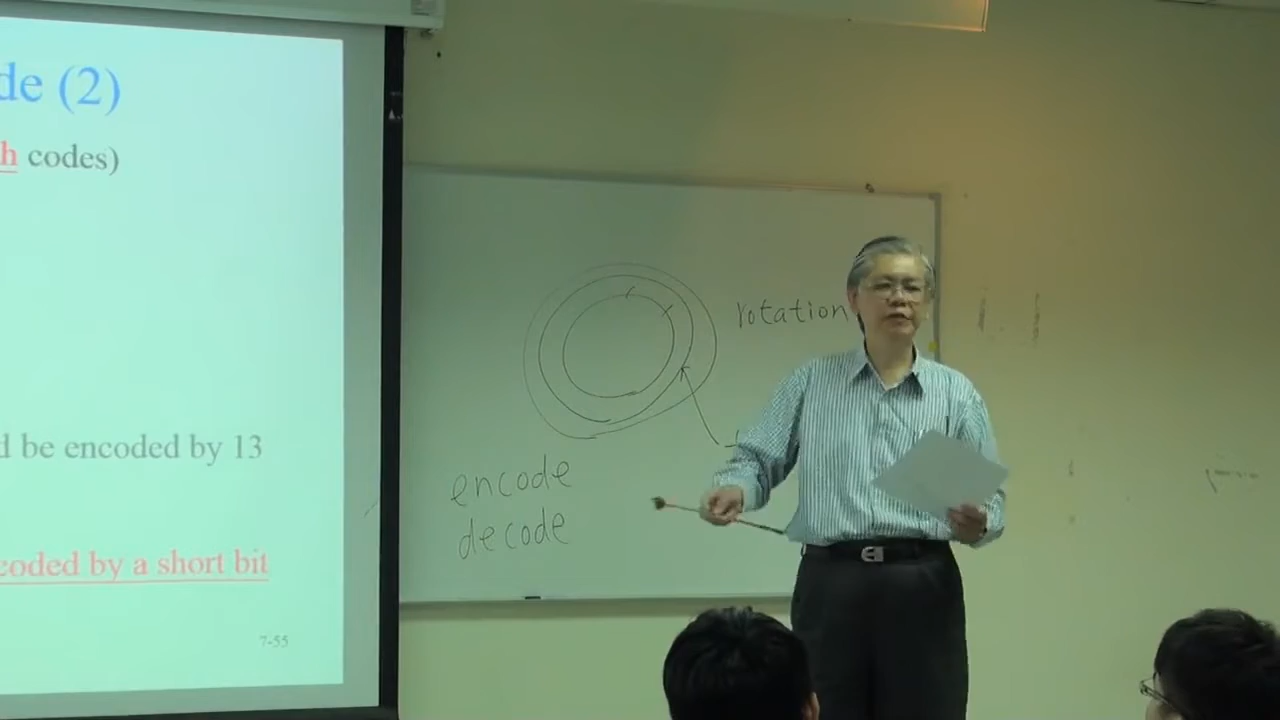 de (2)
h codes)
d be encoded by 13
coded by a short bit
7-55
rotation
encode
decode